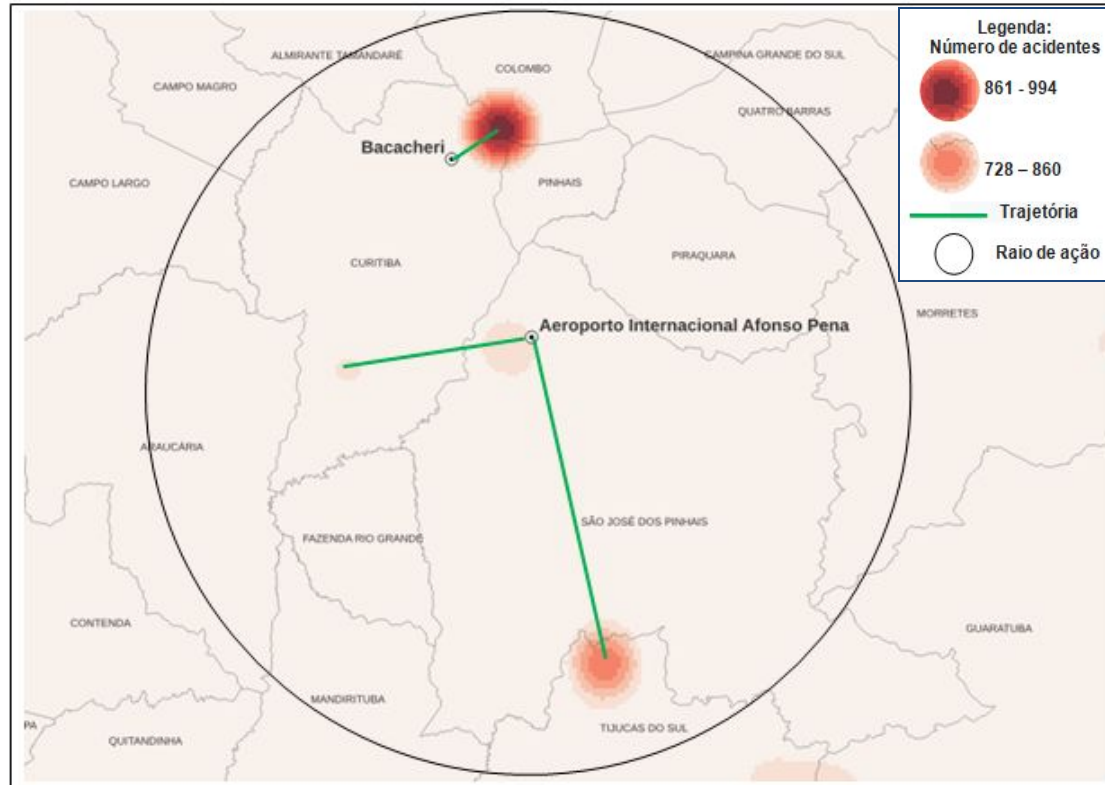 Legenda:
Número de acidentes
861 - 994
728 – 860
Trajetória
Raio de ação
ALMIRANTE TAMANDARÉ
CAMPINA GRANDE DO SUL
COLOMBO
CAMPO MAGRO
QUATRO BARRAS
Bacacheri
CAMPO LARGO
PINHAIS
CURITIBA
PIRAQUARA
MORRETES
Aeroporto Internacional Afonso Pena
ARAUCÁRIA
SÃO JOSÉ DOS PINHAIS
FAZENDA RIO GRANDE
CONTENDA
GUARATUBA
MANDIRITUBA
PA
TIJUCAS DO SUL
QUITANDINHA